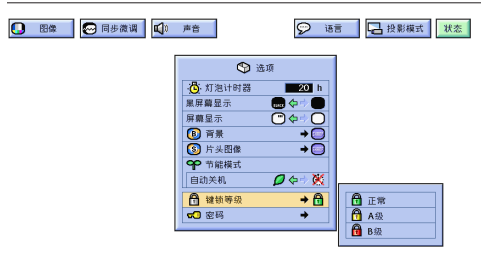 图像 同步微调 声音 语言 投影模式 状态
选项
灯泡计时器 20 h
黑屏幕显示
屏幕显示
背景
片头图像
节能模式
自动关机
键锁等级
密码
正常
A级
B级